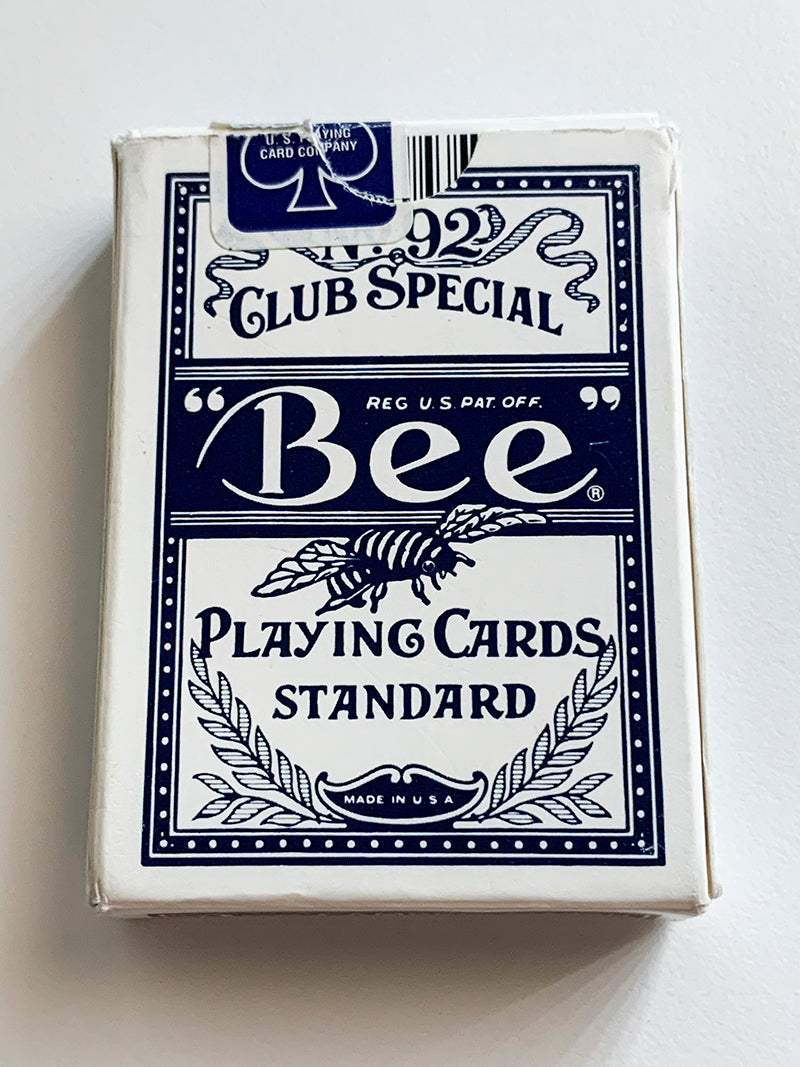 U. S. PLAYING
CARD COMPANY
No. 92
CLUB SPECIAL
“Bee”
REG U.S. PAT. OFF.
®
PLAYING CARDS
STANDARD
MADE IN U S A